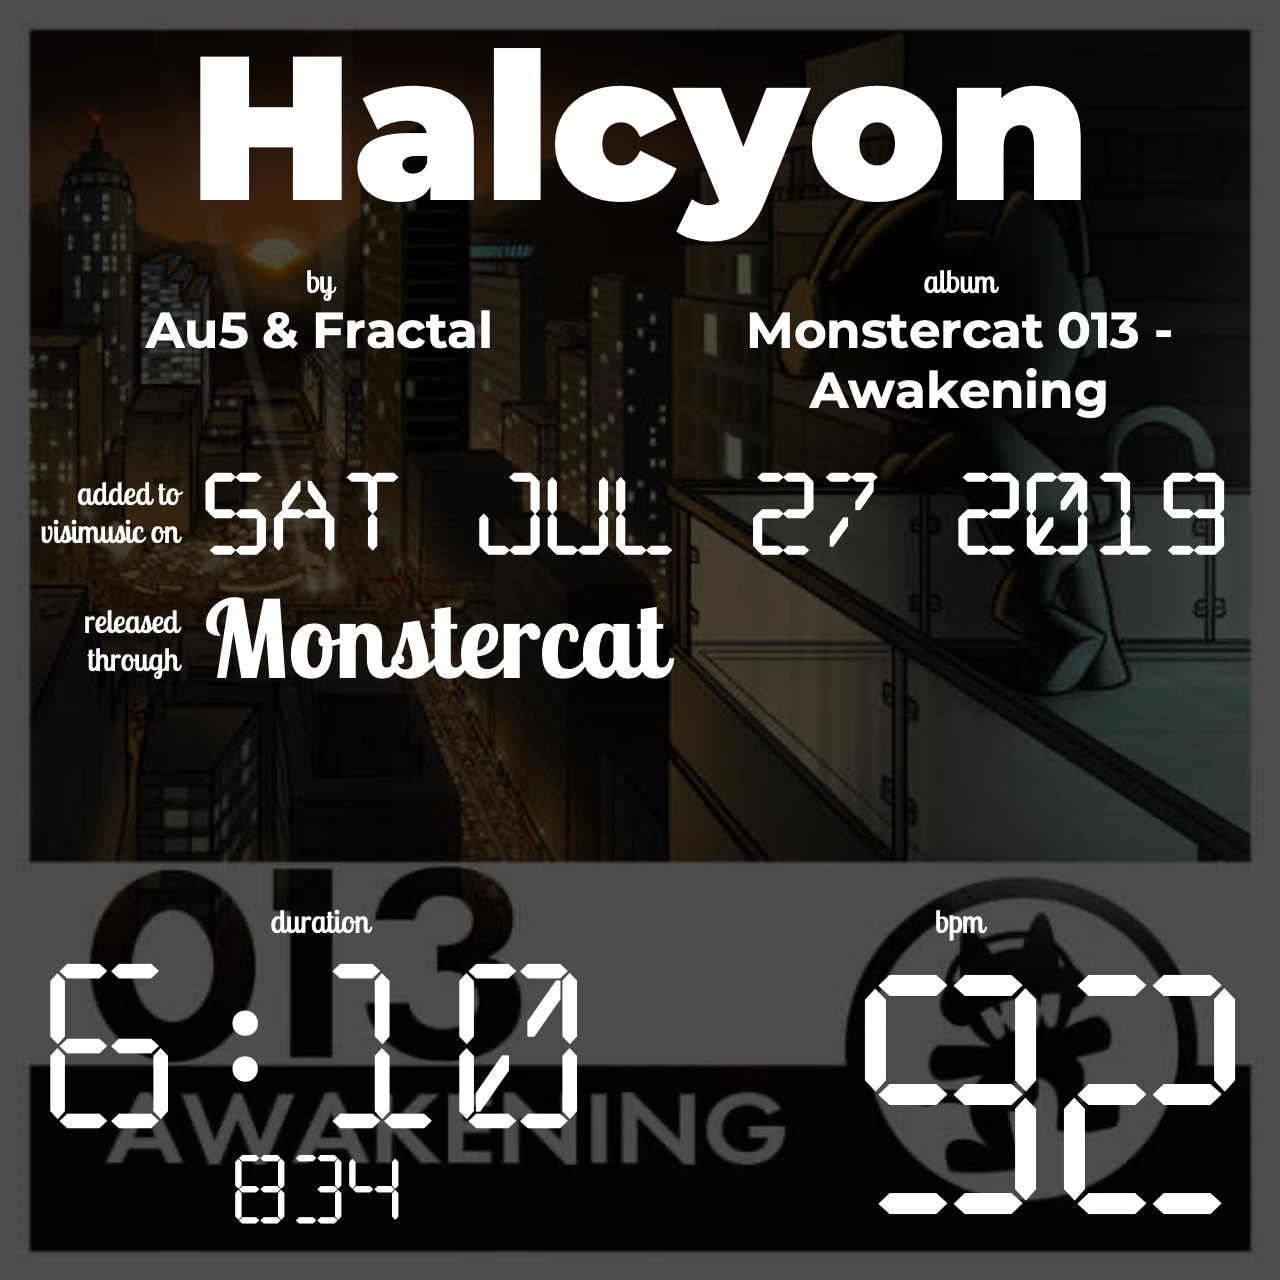 Halcyon
by
Au5 & Fractal
album
Monstercat 013 -
Awakening
added to
visimusic on
SAT JUL 27 2019
released
through
Monstercat
013
AWAKENING
duration
6:10
834
bpm
92